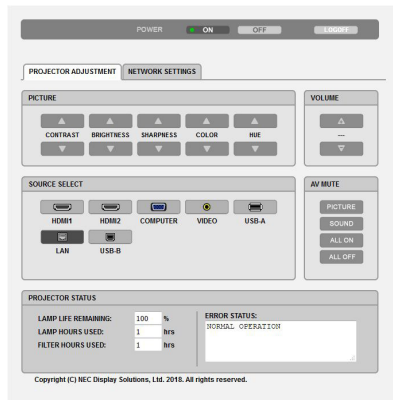 POWER ON OFF LOGOFF
PROJECTOR ADJUSTMENT NETWORK SETTINGS
PICTURE
CONTRAST BRIGHTNESS SHARPNESS COLOR HUE
VOLUME
---
SOURCE SELECT
HDMI1 HDMI2 COMPUTER VIDEO USB-A
LAN USB-B
AV MUTE
PICTURE
SOUND
ALL ON
ALL OFF
PROJECTOR STATUS
LAMP LIFE REMAINING: 100 %
LAMP HOURS USED: 1 hrs
FILTER HOURS USED: 1 hrs
ERROR STATUS:
NORMAL OPERATION
Copyright (C) NEC Display Solutions, Ltd. 2018. All rights reserved.